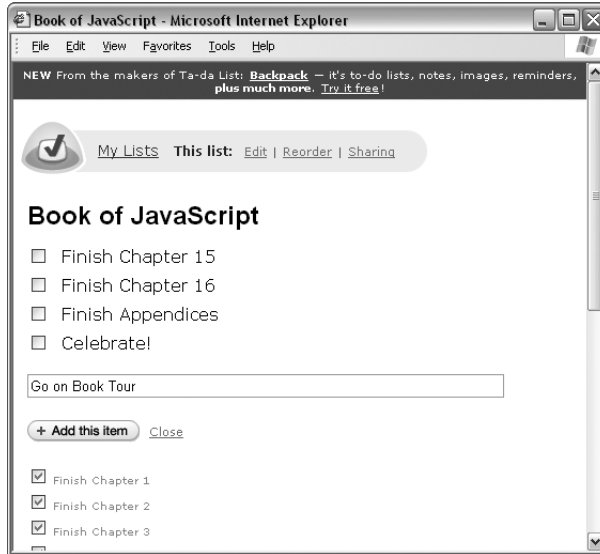 Book of JavaScript - Microsoft Internet Explorer
File Edit View Favorites Tools Help
NEW From the makers of Ta-da List: Backpack — it's to-do lists, notes, images, reminders,
plus much more. Try it free!
My Lists This list: Edit | Reorder | Sharing
Book of JavaScript
Finish Chapter 15
Finish Chapter 16
Finish Appendices
Celebrate!
Go on Book Tour
+ Add this item Close
Finish Chapter 1
Finish Chapter 2
Finish Chapter 3